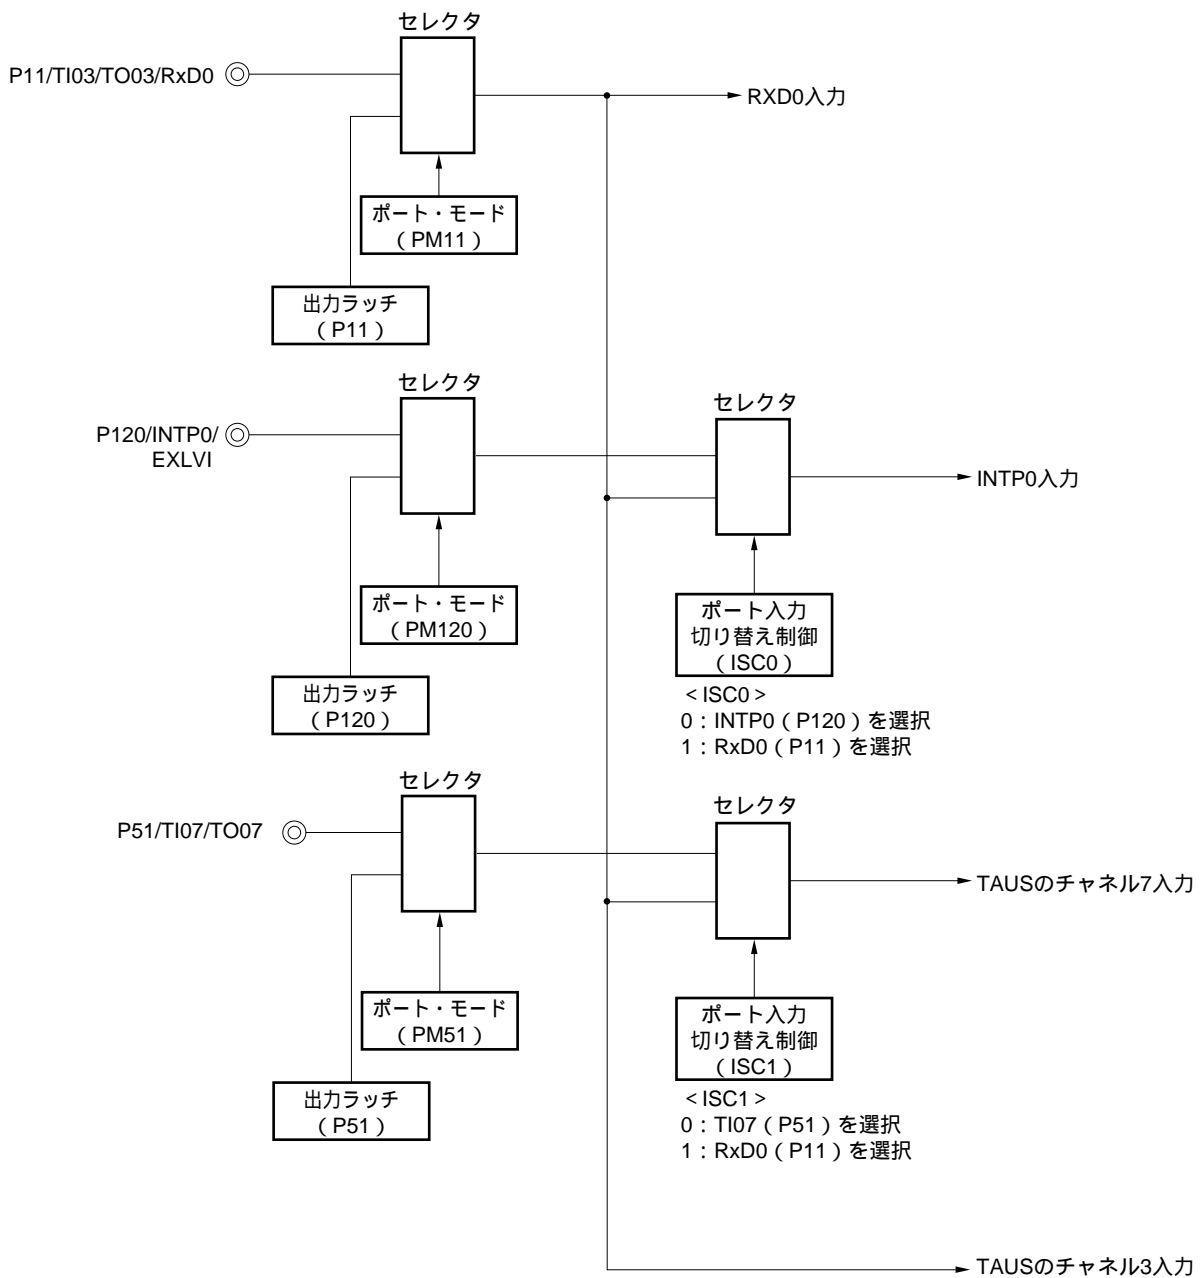 セレクタ
P11/TI03/TO03/RxD0
RXD0入力
ポート・モード
（PM11）
出力ラッチ
（P11）
セレクタ
セレクタ
P120/INTP0/
EXLVI
INTP0入力
ポート・モード
（PM120）
ポート入力
切り替え制御
（ISC0）
出力ラッチ
（P120）
＜ISC0＞
0：INTP0（P120）を選択
1：RxD0（P11）を選択
セレクタ
セレクタ
P51/TI07/TO07
TAUSのチャネル7入力
ポート・モード
（PM51）
ポート入力
切り替え制御
（ISC1）
出力ラッチ
（P51）
＜ISC1＞
0：TI07（P51）を選択
1：RxD0（P11）を選択
TAUSのチャネル3入力